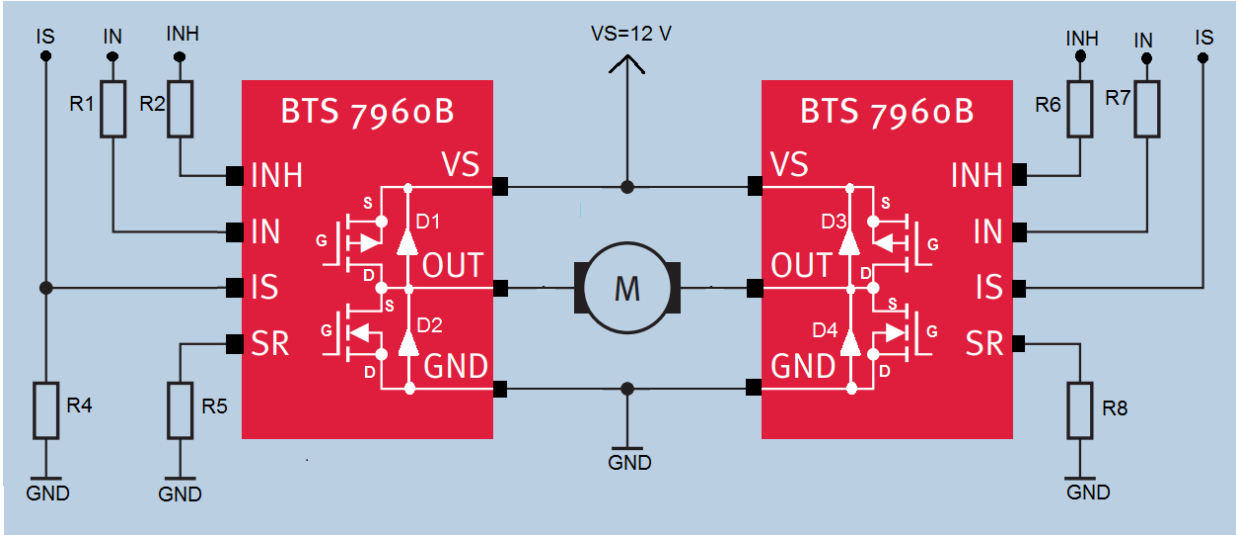 IS IN INH VS=12 V INH IN IS
R1 R2 R6 R7
BTS 7960B BTS 7960B
INH VS VS INH
S D1 D3 S
IN G G IN
D OUT OUT D
IS S M S IS
G D2 D4 G
SR D GND GND D SR
R4 R5 R8
GND GND GND GND